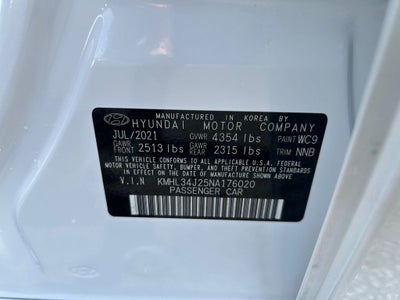 MANUFACTURED IN KOREA BY
HYUNDAI MOTOR COMPANY
JUL/2021 GVWR 4354 lbs PAINT WC9
GAWR FRONT 2513 lbs GAWR REAR 2315 lbs TRIM NNB
THIS VEHICLE CONFORMS TO ALL APPLICABLE U.S.A. FEDERAL
MOTOR VEHICLE SAFETY, BUMPER, AND THEFT PREVENTION STANDARDS
IN EFFECT ON THE DATE OF MANUFACTURE SHOWN ABOVE.
V.I.N KMHL34J25NA176020
PASSENGER CAR